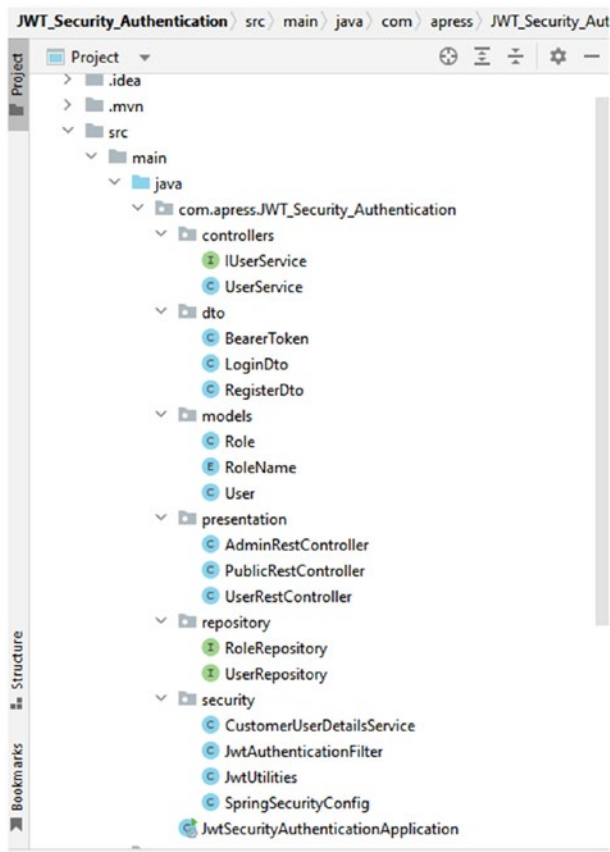 JWT_Security_Authentication src main java com apress JWT_Security_Aut
Project
Project
.idea
.mvn
src
main
java
com.apress.JWT_Security_Authentication
controllers
I IUserService
C UserService
dto
C BearerToken
C LoginDto
C RegisterDto
models
C Role
E RoleName
C User
presentation
C AdminRestController
C PublicRestController
C UserRestController
repository
I RoleRepository
I UserRepository
security
C CustomerUserDetailsService
C JwtAuthenticationFilter
C JwtUtilities
C SpringSecurityConfig
JwtSecurityAuthenticationApplication
Structure
Bookmarks